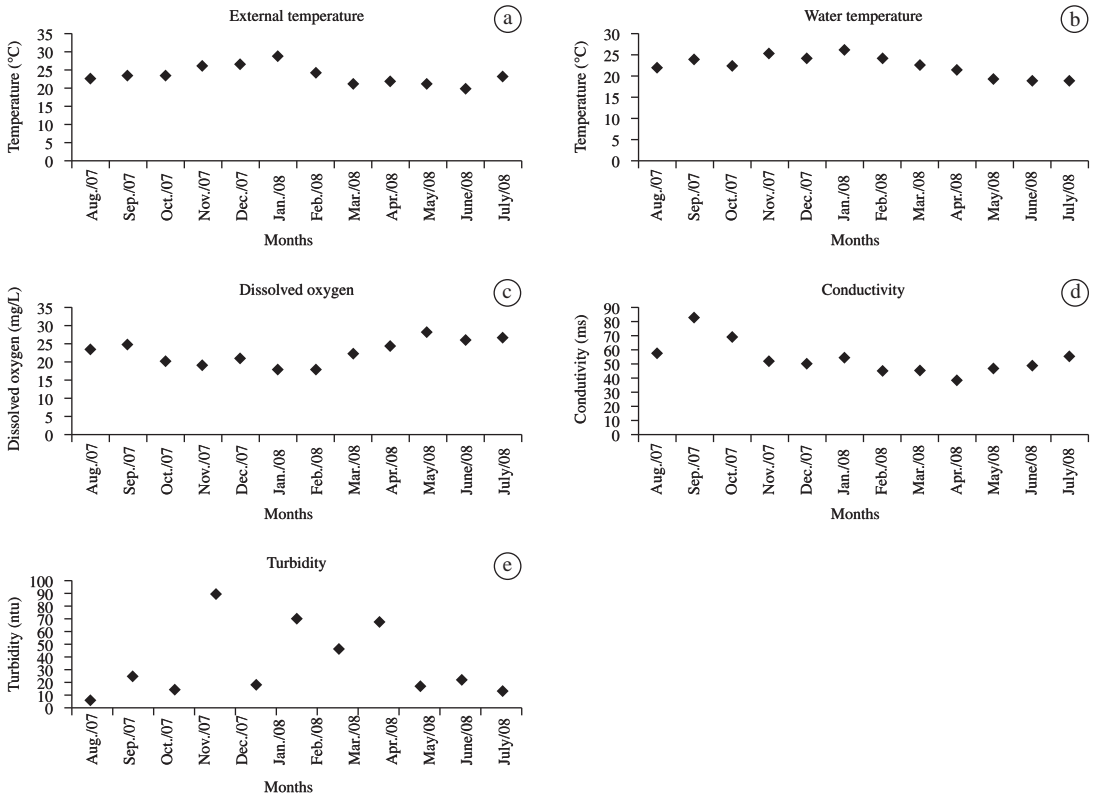 External temperature
a
Temperature (°C)
35
30
25
20
15
10
5
0
Aug./07
Sep./07
Oct./07
Nov./07
Dec./07
Jan./08
Feb./08
Mar./08
Apr./08
May/08
June/08
July/08
Months
Water temperature
b
Temperature (°C)
30
25
20
15
10
5
0
Aug./07
Sep./07
Oct./07
Nov./07
Dec./07
Jan./08
Feb./08
Mar./08
Apr./08
May/08
June/08
July/08
Months
Dissolved oxygen
c
Dissolved oxygen (mg/L)
35
30
25
20
15
10
5
0
Aug./07
Sep./07
Oct./07
Nov./07
Dec./07
Jan./08
Feb./08
Mar./08
Apr./08
May/08
June/08
July/08
Months
Conductivity
d
Condutivity (ms)
90
80
70
60
50
40
30
20
10
0
Aug./07
Sep./07
Oct./07
Nov./07
Dec./07
Jan./08
Feb./08
Mar./08
Apr./08
May/08
June/08
July/08
Months
Turbidity
e
Turbidity (ntu)
100
90
80
70
60
50
40
30
20
10
0
Aug./07
Sep./07
Oct./07
Nov./07
Dec./07
Jan./08
Feb./08
Mar./08
Apr./08
May/08
June/08
July/08
Months